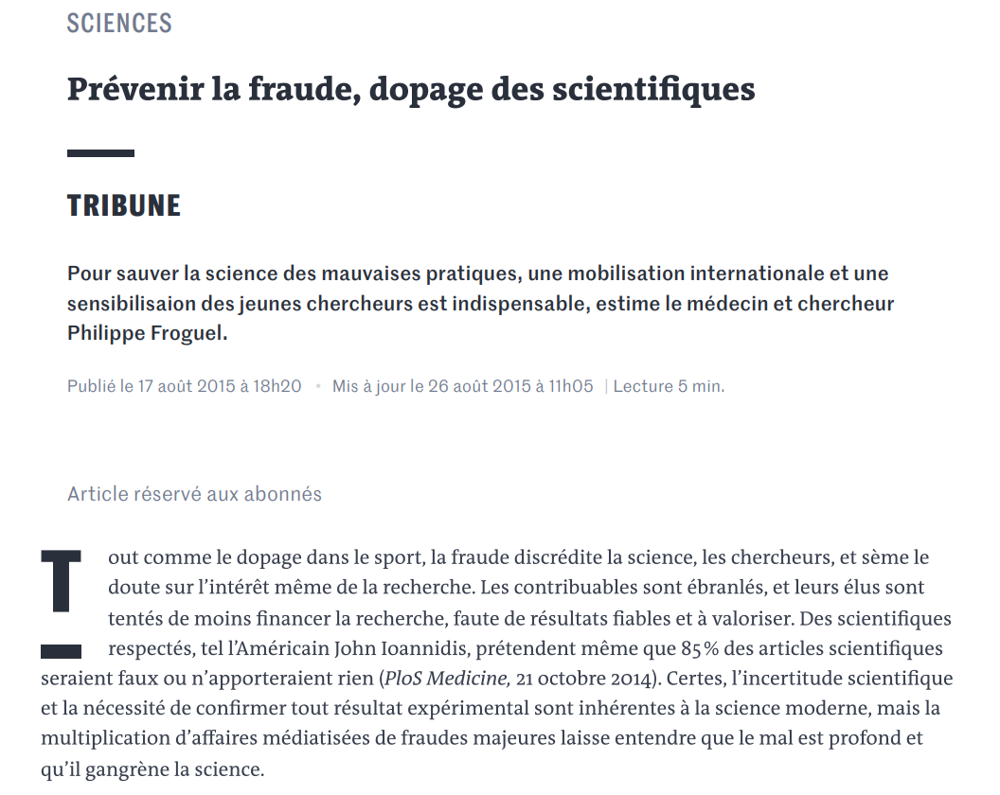 SCIENCES
Prévenir la fraude, dopage des scientifiques
TRIBUNE
Pour sauver la science des mauvaises pratiques, une mobilisation internationale et une
sensibilisaion des jeunes chercheurs est indispensable, estime le médecin et chercheur
Philippe Froguel.
Publié le 17 août 2015 à 18h20 • Mis à jour le 26 août 2015 à 11h05 | Lecture 5 min.
Article réservé aux abonnés
Tout comme le dopage dans le sport, la fraude discrédite la science, les chercheurs, et sème le
doute sur l’intérêt même de la recherche. Les contribuables sont ébranlés, et leurs élus sont
tentés de moins financer la recherche, faute de résultats fiables et à valoriser. Des scientifiques
respectés, tel l’Américain John Ioannidis, prétendent même que 85 % des articles scientifiques
seraient faux ou n’apporteraient rien (PloS Medicine, 21 octobre 2014). Certes, l’incertitude scientifique
et la nécessité de confirmer tout résultat expérimental sont inhérentes à la science moderne, mais la
multiplication d’affaires médiatisées de fraudes majeures laisse entendre que le mal est profond et
qu’il gangrène la science.